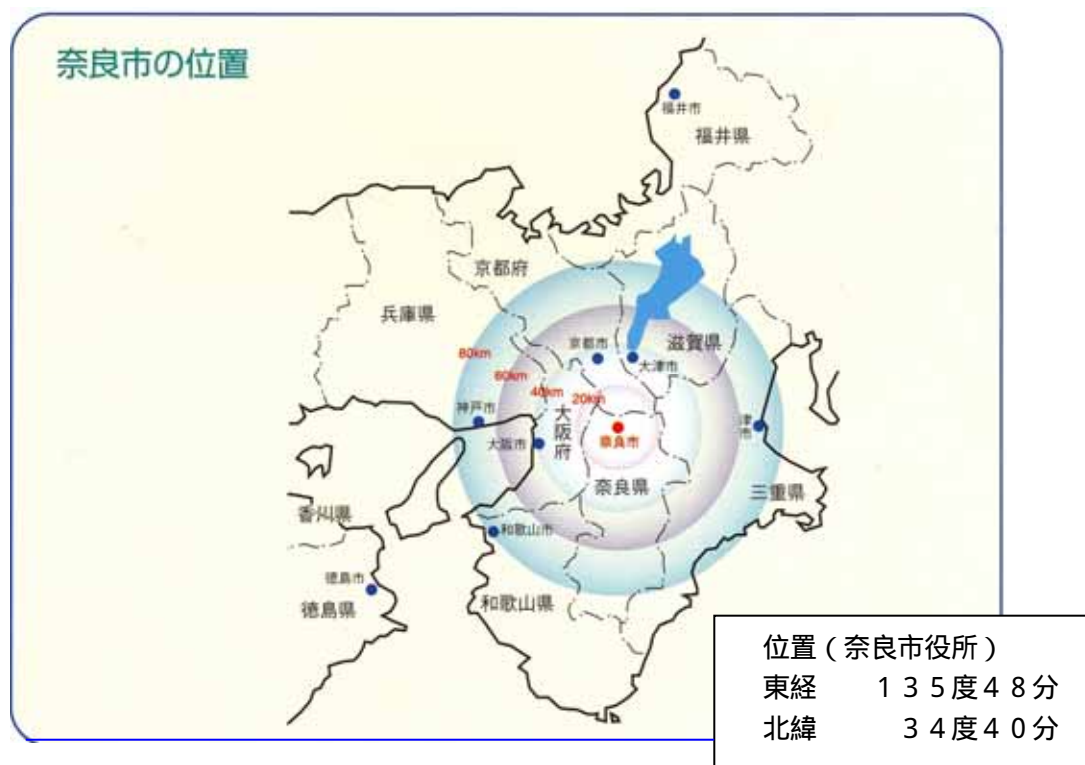 奈良市の位置
福井市
福井県
京都府
兵庫県
京都市
滋賀県
大津市
80km
60km
40km
20km
神戸市
大阪府
大阪市
奈良市
津市
奈良県
三重県
香川県
和歌山市
徳島市
徳島県
和歌山県
位置（奈良市役所）
東経 １３５度４８分
北緯 ３４度４０分